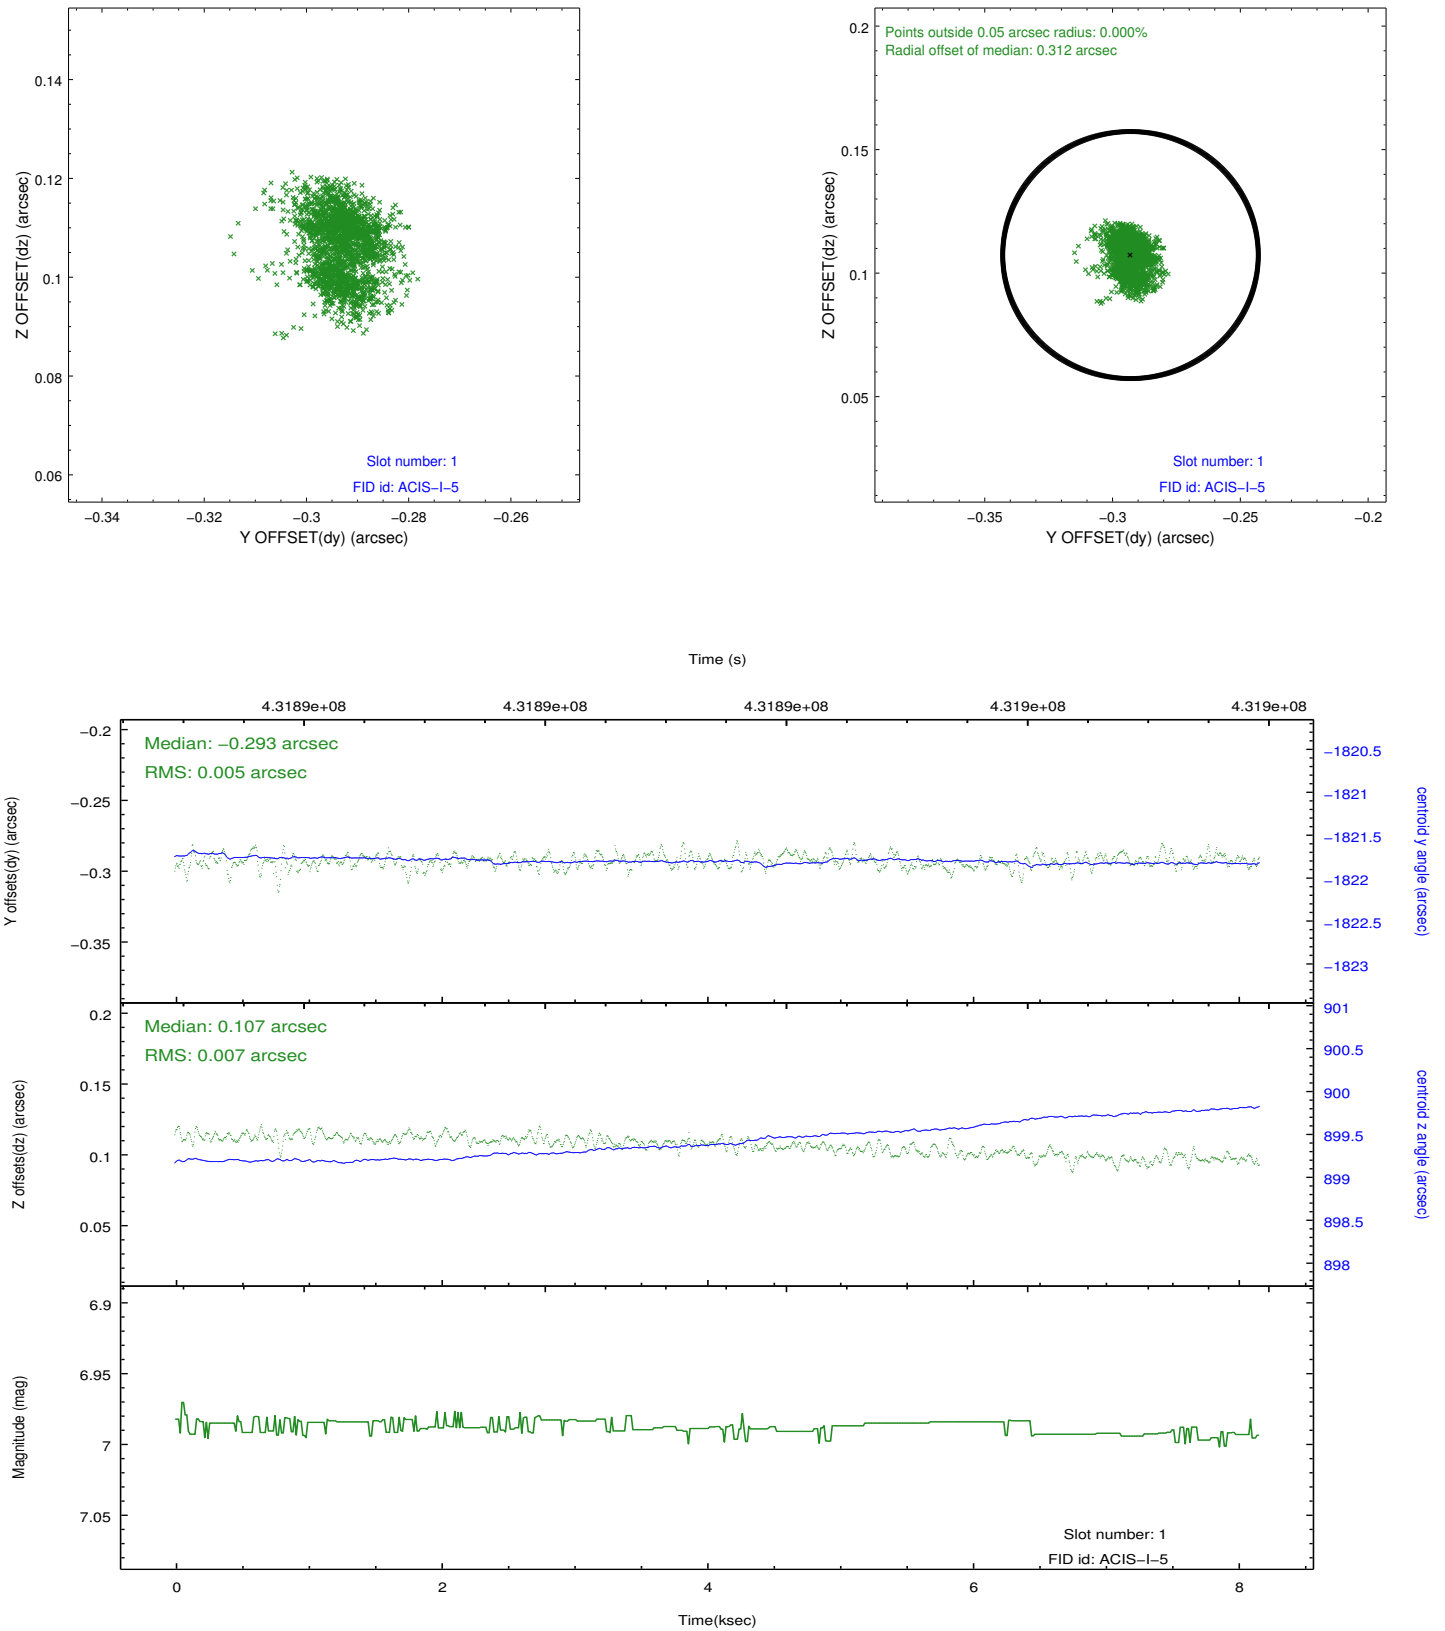 0.14
0.12
0.1
0.08
0.06
Z OFFSET(dz) (arcsec)
Slot number: 1
FID id: ACIS−I−5
−0.34 −0.32 −0.3 −0.28 −0.26
Y OFFSET(dy) (arcsec)
Points outside 0.05 arcsec radius: 0.000%
Radial offset of median: 0.312 arcsec
0.2
0.15
0.1
0.05
Z OFFSET(dz) (arcsec)
Slot number: 1
FID id: ACIS−I−5
−0.35 −0.3 −0.25 −0.2
Y OFFSET(dy) (arcsec)
Time (s)
4.3189e+08 4.3189e+08 4.3189e+08 4.319e+08 4.319e+08
Median: −0.293 arcsec
RMS: 0.005 arcsec
−0.2
−0.25
−0.3
−0.35
Y offsets(dy) (arcsec)
−1820.5
−1821
−1821.5
−1822
−1822.5
−1823
centroid y angle (arcsec)
Median: 0.107 arcsec
RMS: 0.007 arcsec
0.2
0.15
0.1
0.05
Z offsets(dz) (arcsec)
901
900.5
900
899.5
899
898.5
898
centroid z angle (arcsec)
6.9
6.95
7
7.05
Magnitude (mag)
Slot number: 1
FID id: ACIS−I−5
0 2 4 6 8
Time(ksec)